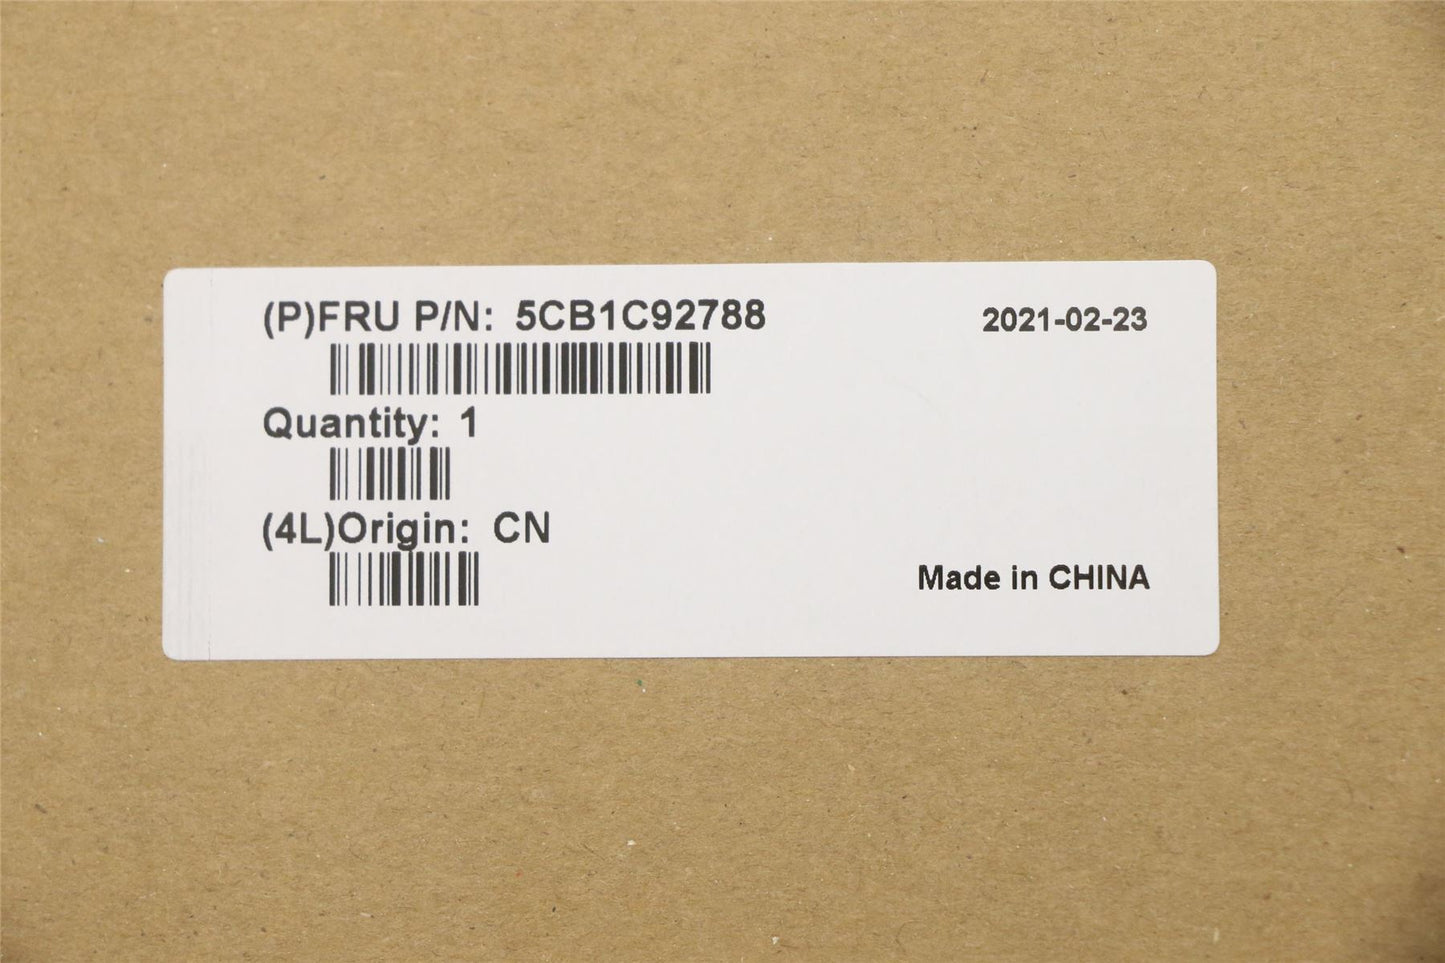 (P)FRU P/N: 5CB1C92788
2021-02-23
Quantity: 1
(4L)Origin: CN
Made in CHINA